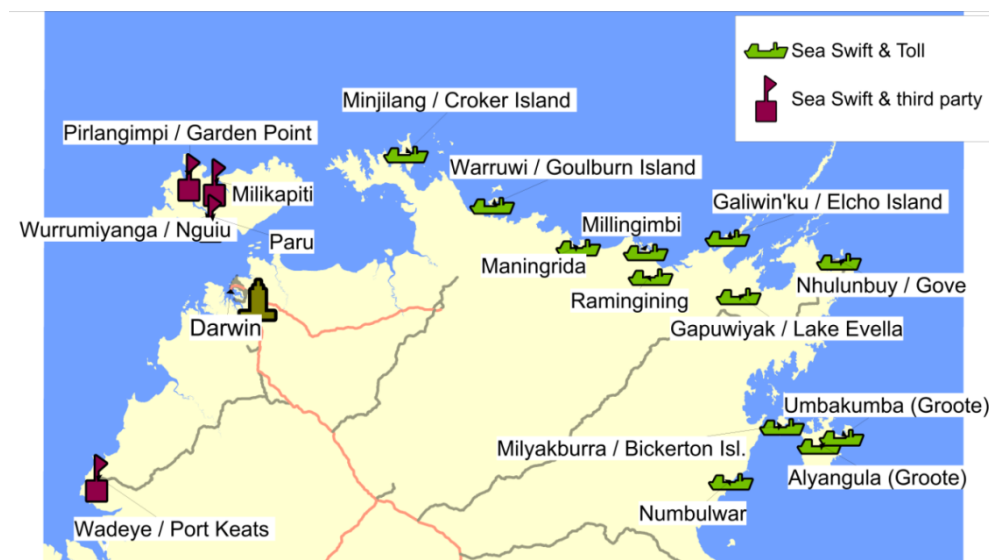 Sea Swift & Toll
Sea Swift & third party
Minjilang / Croker Island
Pirlangimpi / Garden Point
Warruwi / Goulburn Island
Milikapiti
Galiwin'ku / Elcho Island
Millingimbi
Wurrumiyanga / Nguiu
Paru
Maningrida
Nhulunbuy / Gove
Ramingining
Darwin
Gapuwiyak / Lake Evella
Umbakumba (Groote)
Milyakburra / Bickerton Isl.
Alyangula (Groote)
Numbulwar
Wadeye / Port Keats